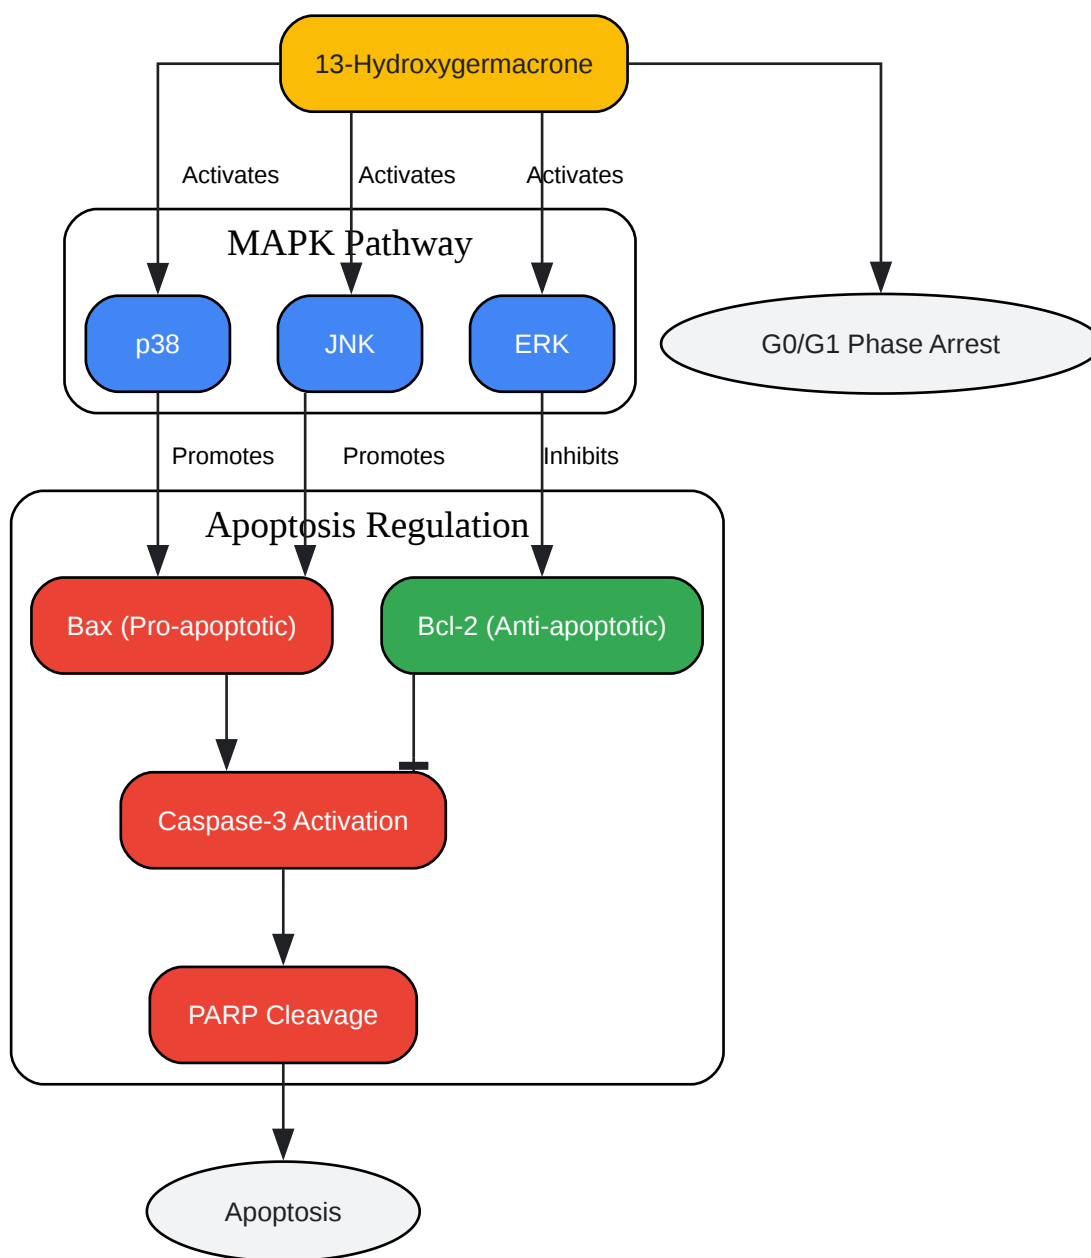 13-Hydroxygermacrone
Activates
Activates
Activates
MAPK Pathway
p38
JNK
ERK
G0/G1 Phase Arrest
Promotes
Promotes
Inhibits
Apoptosis Regulation
Bax (Pro-apoptotic)
Bcl-2 (Anti-apoptotic)
Caspase-3 Activation
PARP Cleavage
Apoptosis